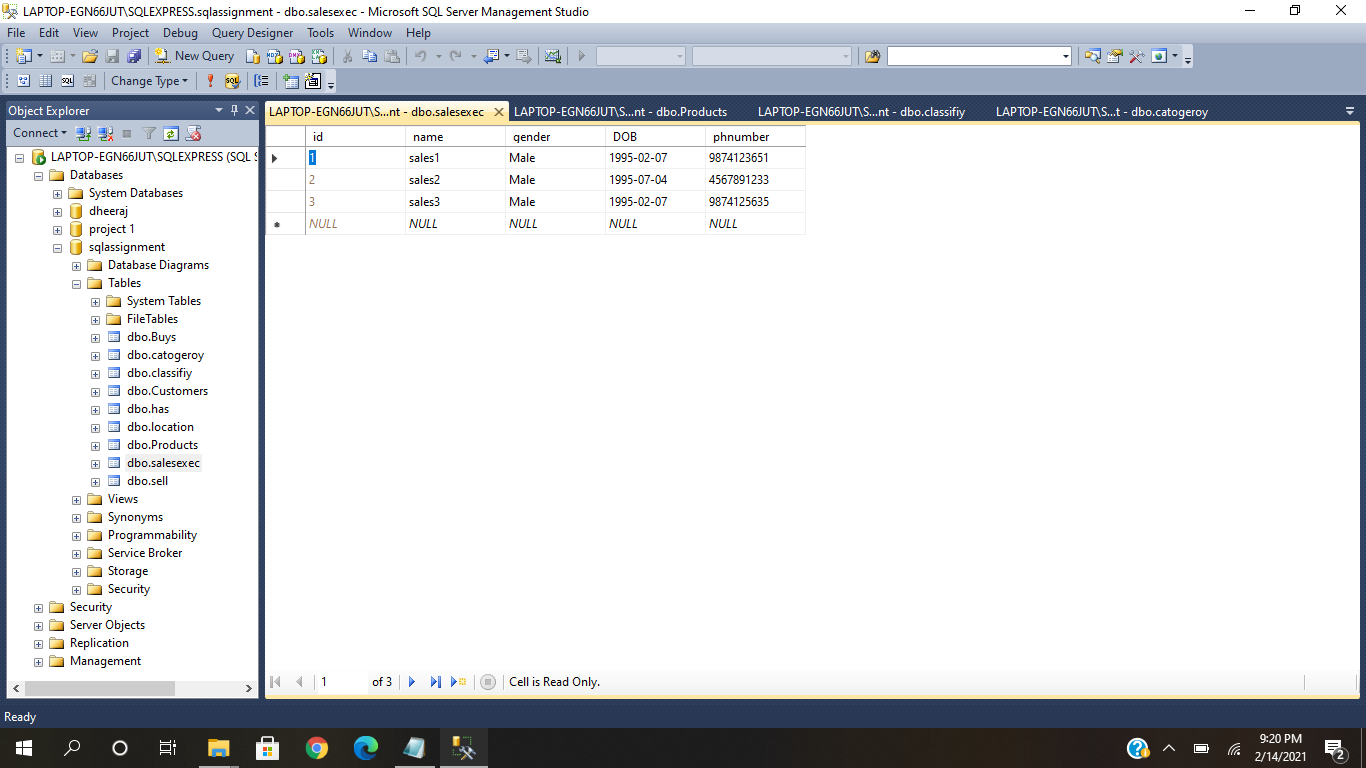 LAPTOP-EGN66JUT\SQLEXPRESS.sqlassignment - dbo.salesexec - Microsoft SQL Server Management Studio
File Edit View Project Debug Query Designer Tools Window Help
New Query
Change Type
Object Explorer
Connect
LAPTOP-EGN66JUT\SQLEXPRESS (SQL S
Databases
System Databases
dheeraj
project 1
sqlassignment
Database Diagrams
Tables
System Tables
FileTables
dbo.Buys
dbo.catogeroy
dbo.classifiy
dbo.Customers
dbo.has
dbo.location
dbo.Products
dbo.salesexec
dbo.sell
Views
Synonyms
Programmability
Service Broker
Storage
Security
Security
Server Objects
Replication
Management
LAPTOP-EGN66JUT\S...nt - dbo.salesexec LAPTOP-EGN66JUT\S...nt - dbo.Products LAPTOP-EGN66JUT\S...nt - dbo.classifiy LAPTOP-EGN66JUT\S...t - dbo.catogeroy
id name gender DOB phnumber
1 sales1 Male 1995-02-07 9874123651
2 sales2 Male 1995-07-04 4567891233
3 sales3 Male 1995-02-07 9874125635
NULL NULL NULL NULL NULL
1 of 3 Cell is Read Only.
Ready
9:20 PM
2/14/2021
2